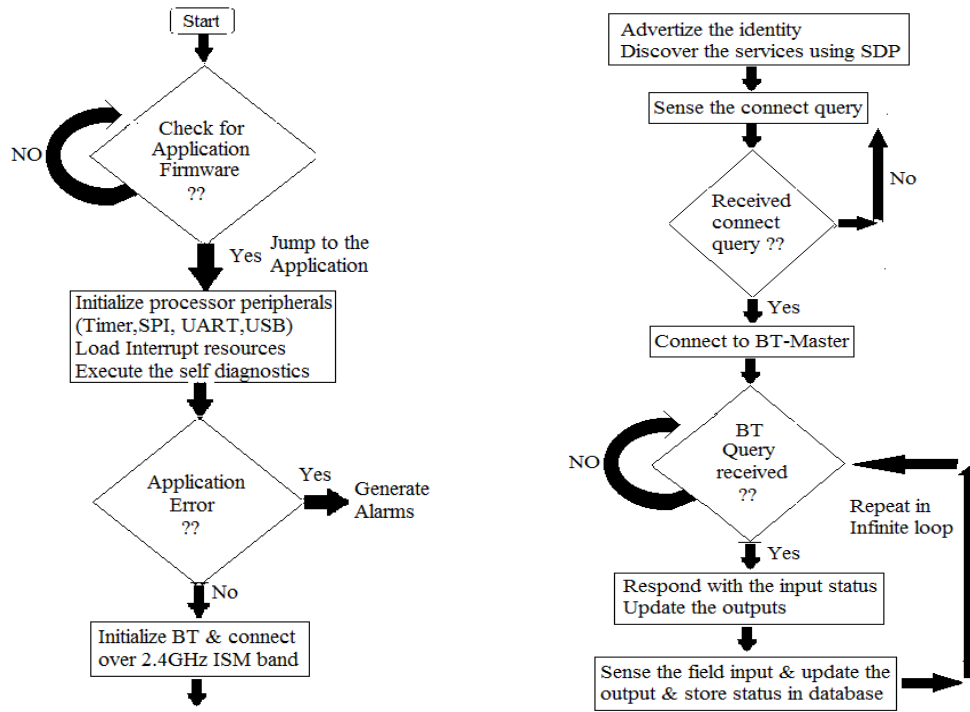 Start
Check for
Application
Firmware
??
NO
Yes
Jump to the
Application
Initialize processor peripherals
(Timer,SPI, UART,USB)
Load Interrupt resources
Execute the self diagnostics
Application
Error
??
Yes
Generate
Alarms
No
Initialize BT & connect
over 2.4GHz ISM band
Advertize the identity
Discover the services using SDP
Sense the connect query
Received
connect
query ??
No
Yes
Connect to BT-Master
BT
Query
received
??
NO
Repeat in
Infinite loop
Yes
Respond with the input status
Update the outputs
Sense the field input & update the
output & store status in database